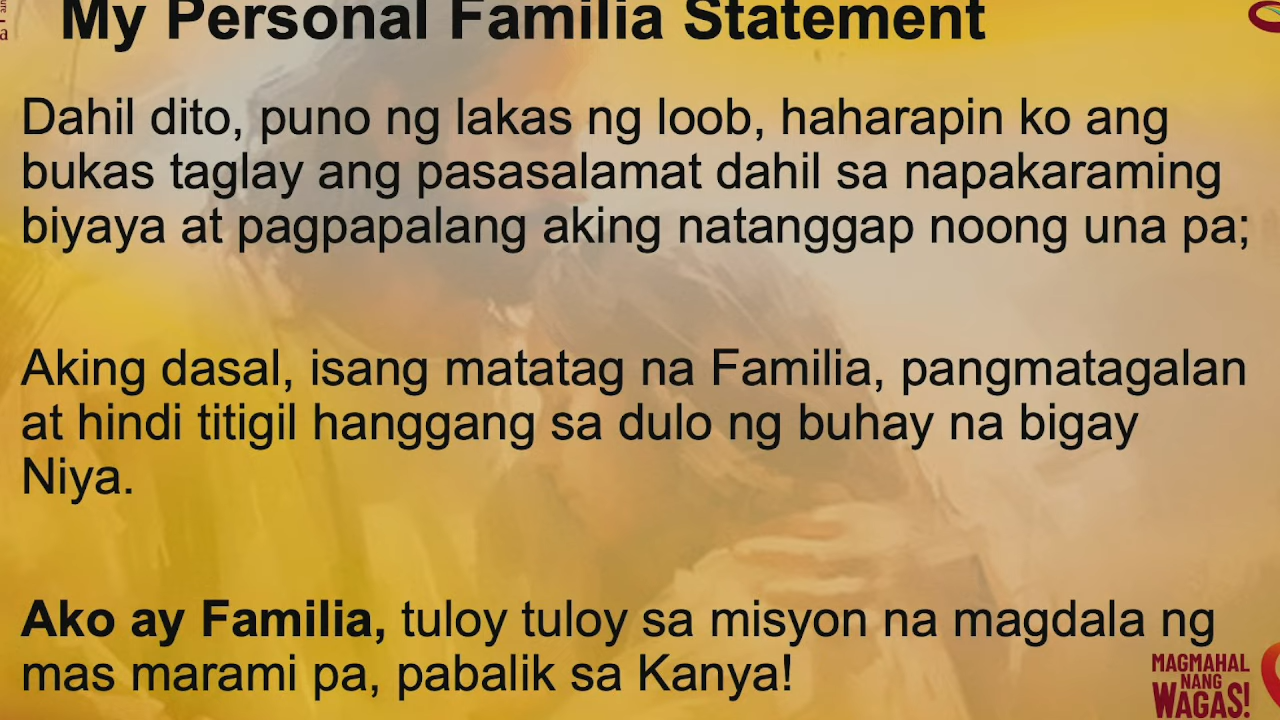 My Personal Familia Statement
Dahil dito, puno ng lakas ng loob, haharapin ko ang
bukas taglay ang pasasalamat dahil sa napakaraming
biyaya at pagpapalang aking natanggap noong una pa;
Aking dasal, isang matatag na Familia, pangmatagalan
at hindi titigil hanggang sa dulo ng buhay na bigay
Niya.
Ako ay Familia, tuloy tuloy sa misyon na magdala ng
mas marami pa, pabalik sa Kanya!
MAGMAHAL
NANG
WAGAS!